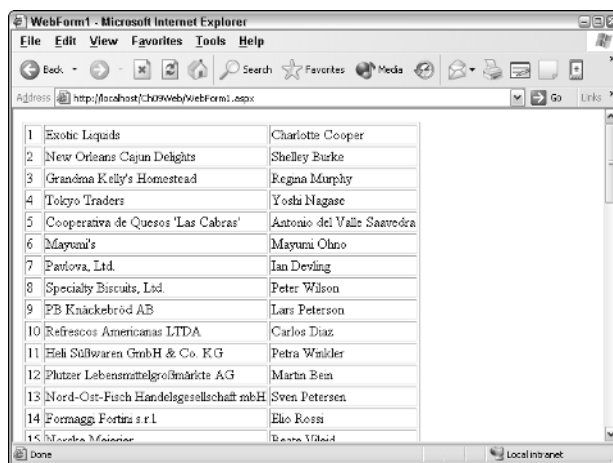 WebForm1 - Microsoft Internet Explorer
File Edit View Favorites Tools Help
Back Search Favorites Media
Address http://localhost/Ch09Web/WebForm1.aspx Go Links
1 Exotic Liquids Charlotte Cooper
2 New Orleans Cajun Delights Shelley Burke
3 Grandma Kelly's Homestead Regina Murphy
4 Tokyo Traders Yoshi Nagase
5 Cooperativa de Quesos 'Las Cabras' Antonio del Valle Saavedra
6 Mayumi's Mayumi Ohno
7 Pavlova, Ltd. Ian Devling
8 Specialty Biscuits, Ltd. Peter Wilson
9 PB Knäckebröd AB Lars Peterson
10 Refrescos Americanas LTDA Carlos Diaz
11 Heli Süßwaren GmbH & Co. KG Petra Winkler
12 Plutzer Lebensmittelgroßmärkte AG Martin Bein
13 Nord-Ost-Fisch Handelsgesellschaft mbH Sven Petersen
14 Formaggi Fortini s.r.l. Elio Rossi
15 Norske Meierier Beate Vileid
Done Local intranet